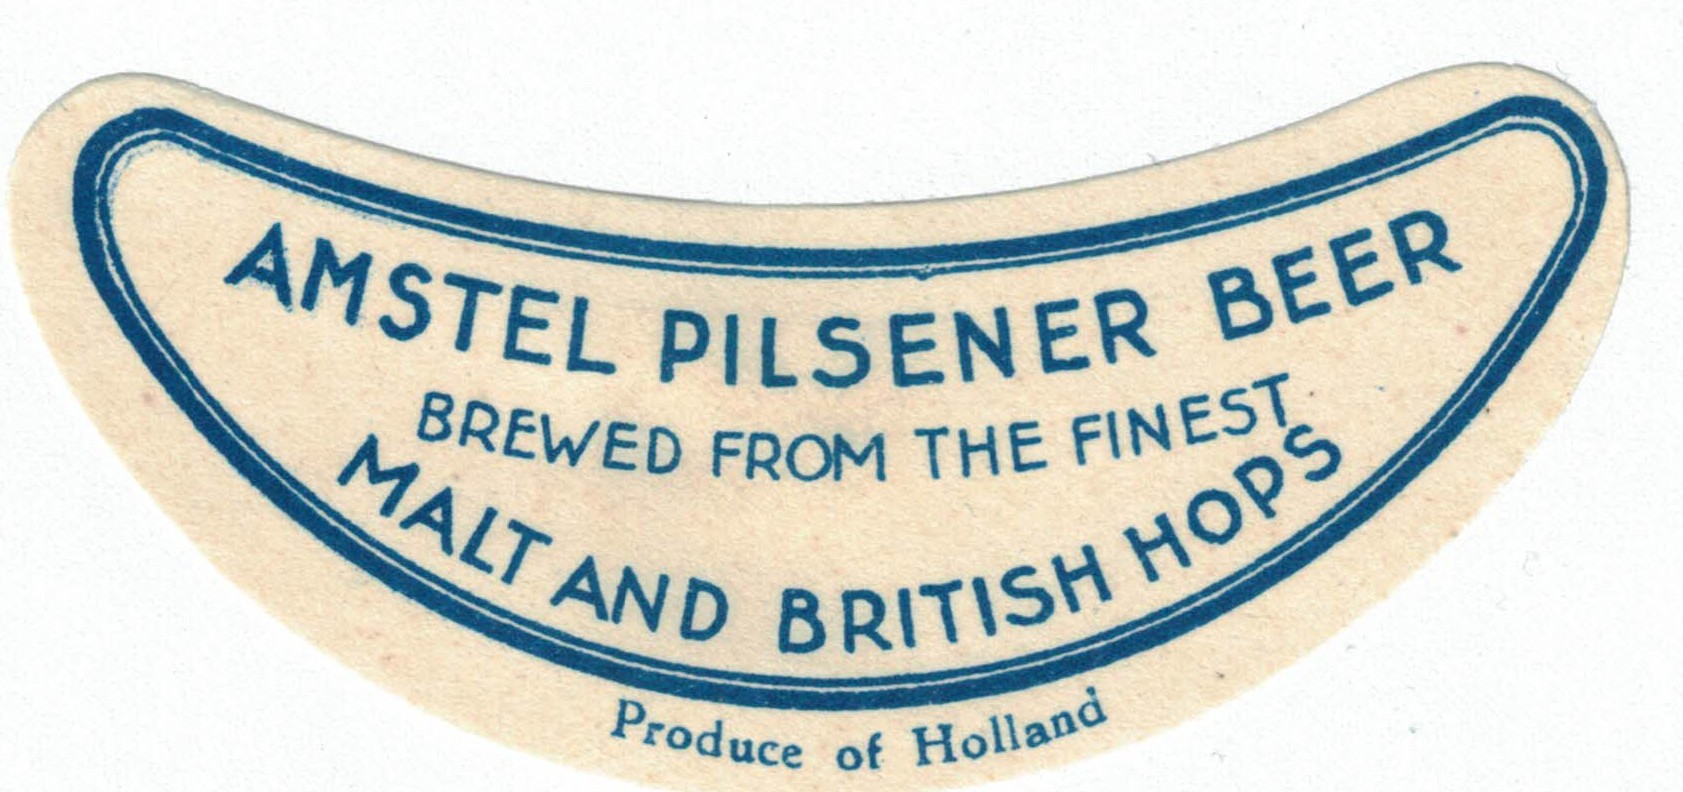 AMSTEL PILSENER BEER
BREWED FROM THE FINEST
MALT AND BRITISH HOPS
Produce of Holland